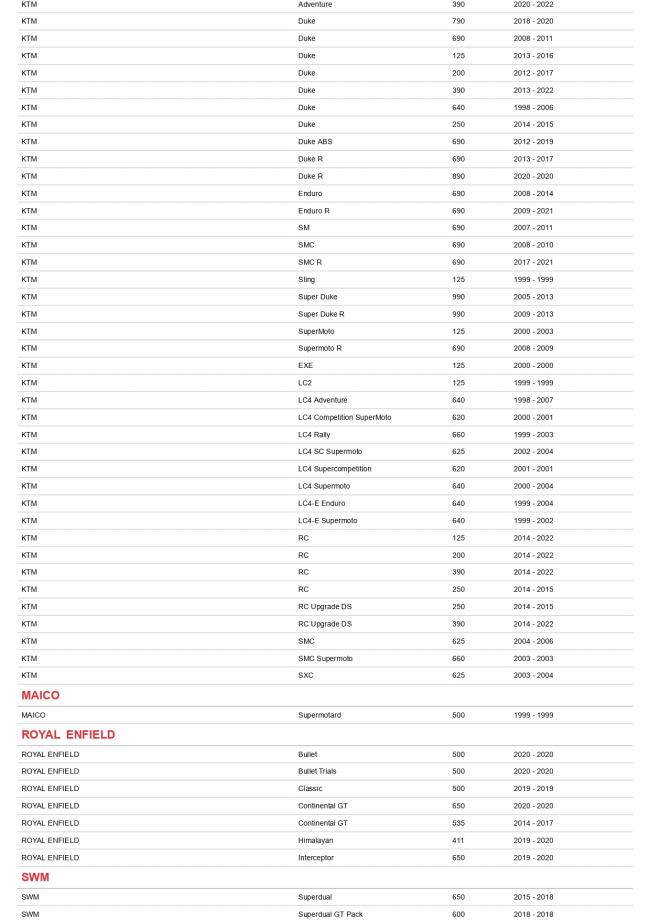 KTM Adventure 390 2020 - 2022
KTM Duke 790 2018 - 2020
KTM Duke 690 2008 - 2011
KTM Duke 125 2013 - 2016
KTM Duke 200 2012 - 2017
KTM Duke 390 2013 - 2022
KTM Duke 640 1998 - 2006
KTM Duke 250 2014 - 2015
KTM Duke ABS 690 2012 - 2019
KTM Duke R 690 2013 - 2017
KTM Duke R 890 2020 - 2020
KTM Enduro 690 2008 - 2014
KTM Enduro R 690 2009 - 2021
KTM SM 690 2007 - 2011
KTM SMC 690 2008 - 2010
KTM SMC R 690 2017 - 2021
KTM Sting 125 1999 - 1999
KTM Super Duke 990 2005 - 2013
KTM Super Duke R 990 2009 - 2013
KTM SuperMoto 125 2000 - 2003
KTM Supermoto R 690 2008 - 2009
KTM EXE 125 2000 - 2000
KTM LC2 125 1999 - 1999
KTM LC4 Adventure 640 1998 - 2007
KTM LC4 Competition SuperMoto 620 2000 - 2001
KTM LC4 Rally 660 1999 - 2003
KTM LC4 SC Supermoto 625 2002 - 2004
KTM LC4 Supercompetition 620 2001 - 2001
KTM LC4 Supermoto 640 2000 - 2004
KTM LC4-E Enduro 640 1999 - 2004
KTM LC4-E Supermoto 640 1999 - 2002
KTM RC 125 2014 - 2022
KTM RC 200 2014 - 2022
KTM RC 390 2014 - 2022
KTM RC 250 2014 - 2015
KTM RC Upgrade DS 250 2014 - 2015
KTM RC Upgrade DS 390 2014 - 2022
KTM SMC 625 2004 - 2006
KTM SMC Supermoto 660 2003 - 2003
KTM SXC 625 2003 - 2004
MAICO
MAICO Supermotard 500 1999 - 1999
ROYAL ENFIELD
ROYAL ENFIELD Bullet 500 2020 - 2020
ROYAL ENFIELD Bullet Trials 500 2020 - 2020
ROYAL ENFIELD Classic 500 2019 - 2019
ROYAL ENFIELD Continental GT 650 2020 - 2020
ROYAL ENFIELD Continental GT 535 2014 - 2017
ROYAL ENFIELD Himalayan 411 2019 - 2020
ROYAL ENFIELD Interceptor 650 2019 - 2020
SWM
SWM Superdual 650 2015 - 2018
SWM Superdual GT Pack 600 2018 - 2018